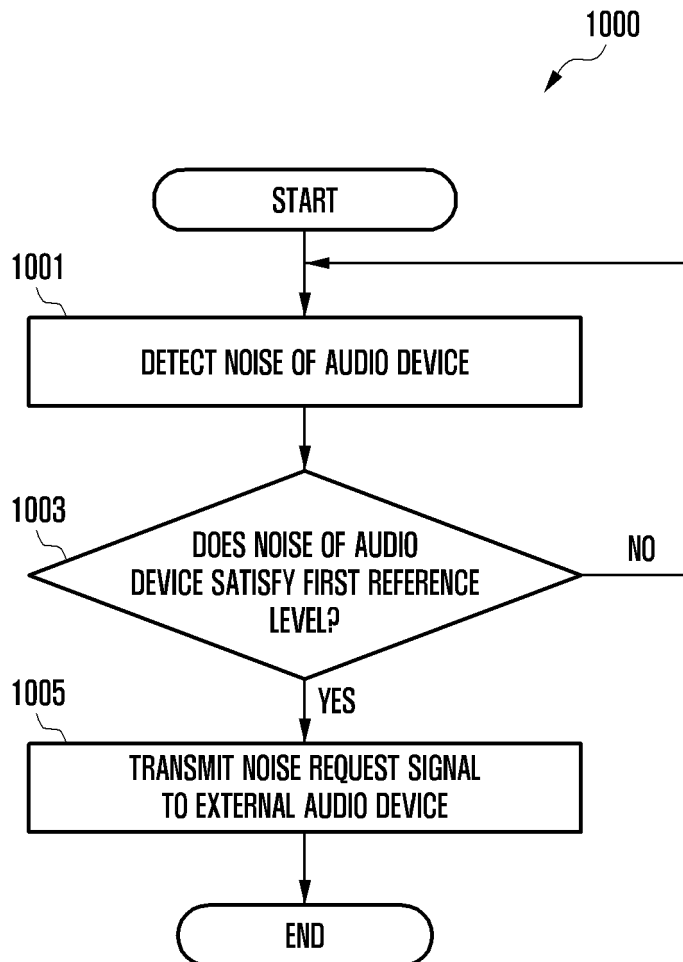 1000
START
1001
DETECT NOISE OF AUDIO DEVICE
1003
DOES NOISE OF AUDIO
DEVICE SATISFY FIRST REFERENCE
LEVEL?
NO
YES
1005
TRANSMIT NOISE REQUEST SIGNAL
TO EXTERNAL AUDIO DEVICE
END